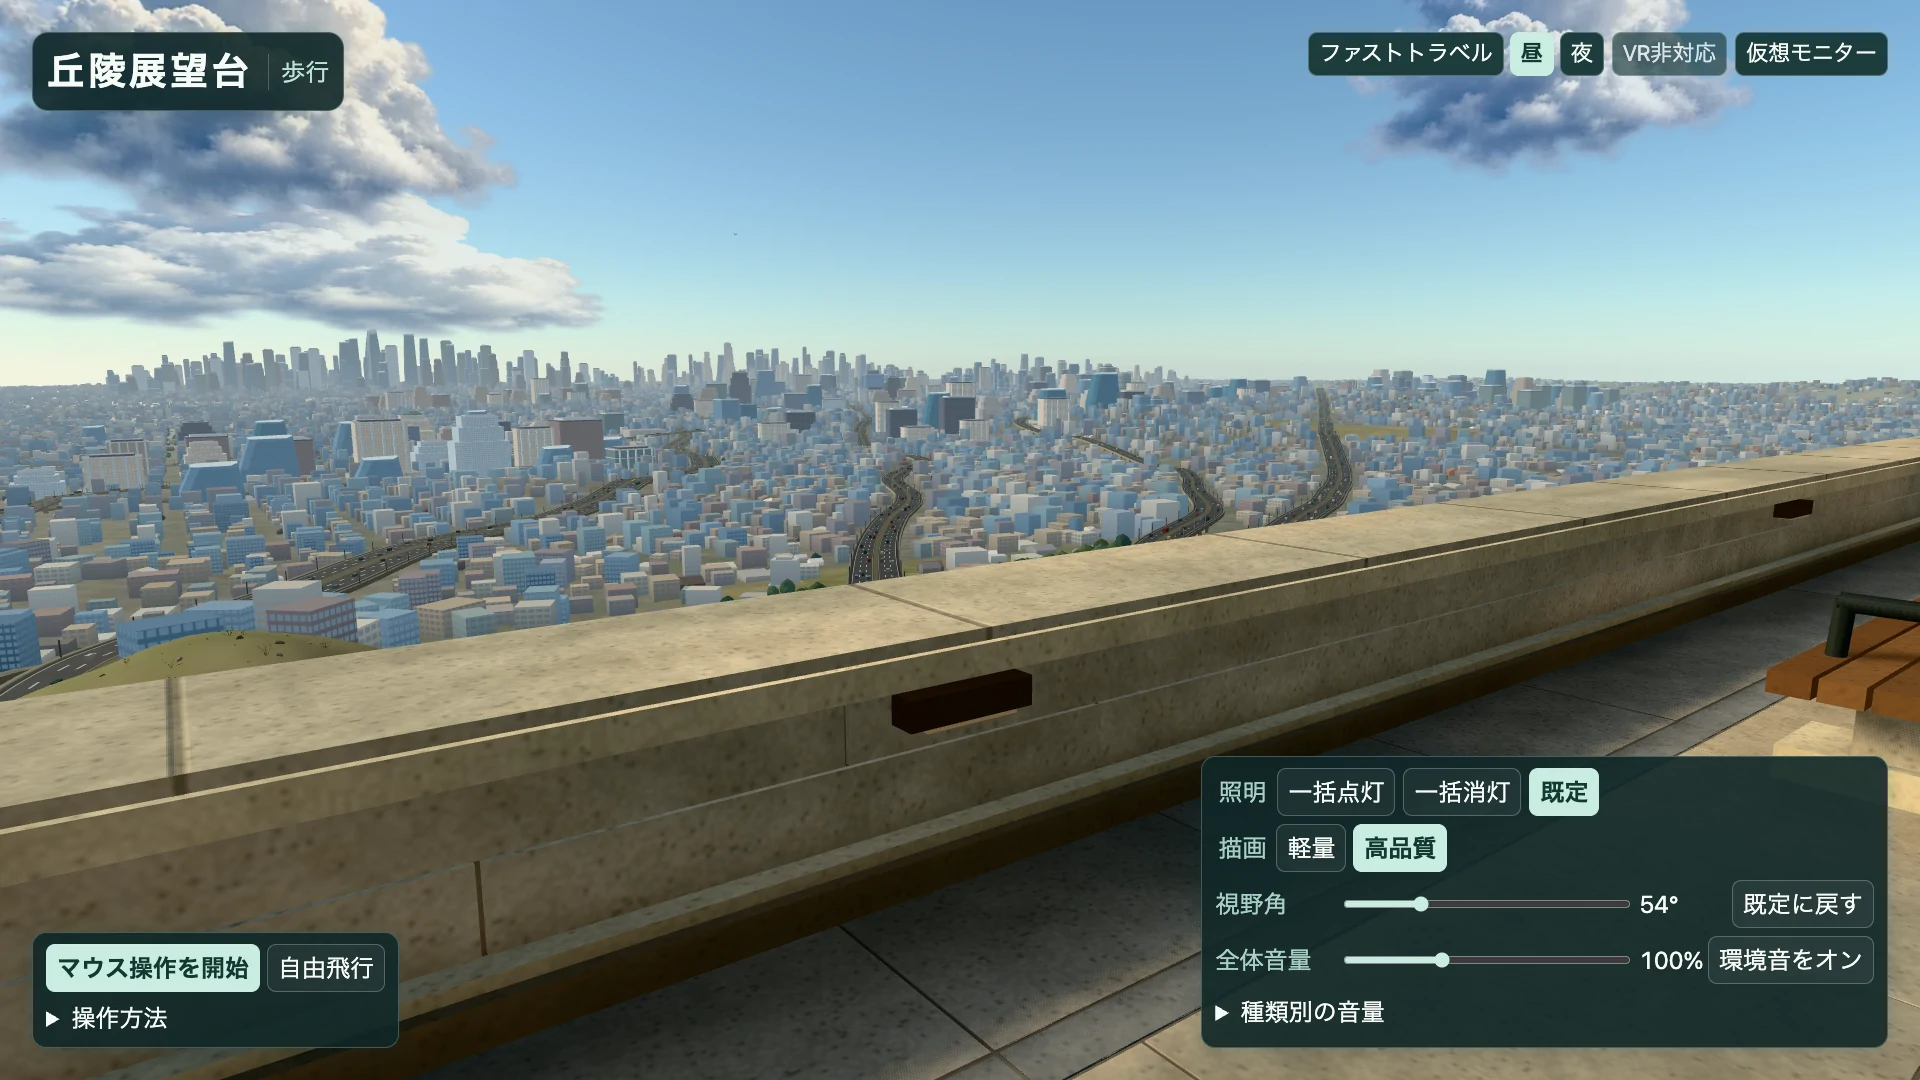 丘陵展望台 歩行
ファストトラベル 昼 夜 VR非対応 仮想モニター
照明 一括点灯 一括消灯 既定
描画 軽量 高品質
視野角 54° 既定に戻す
全体音量 100% 環境音をオン
▶ 種類別の音量
マウス操作を開始 自由飛行
▶ 操作方法